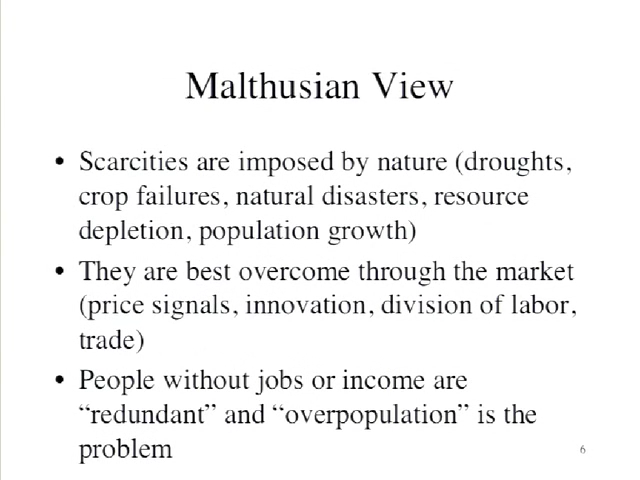 Malthusian View
• Scarcities are imposed by nature (droughts,
crop failures, natural disasters, resource
depletion, population growth)
• They are best overcome through the market
(price signals, innovation, division of labor,
trade)
• People without jobs or income are
“redundant” and “overpopulation” is the
problem
6